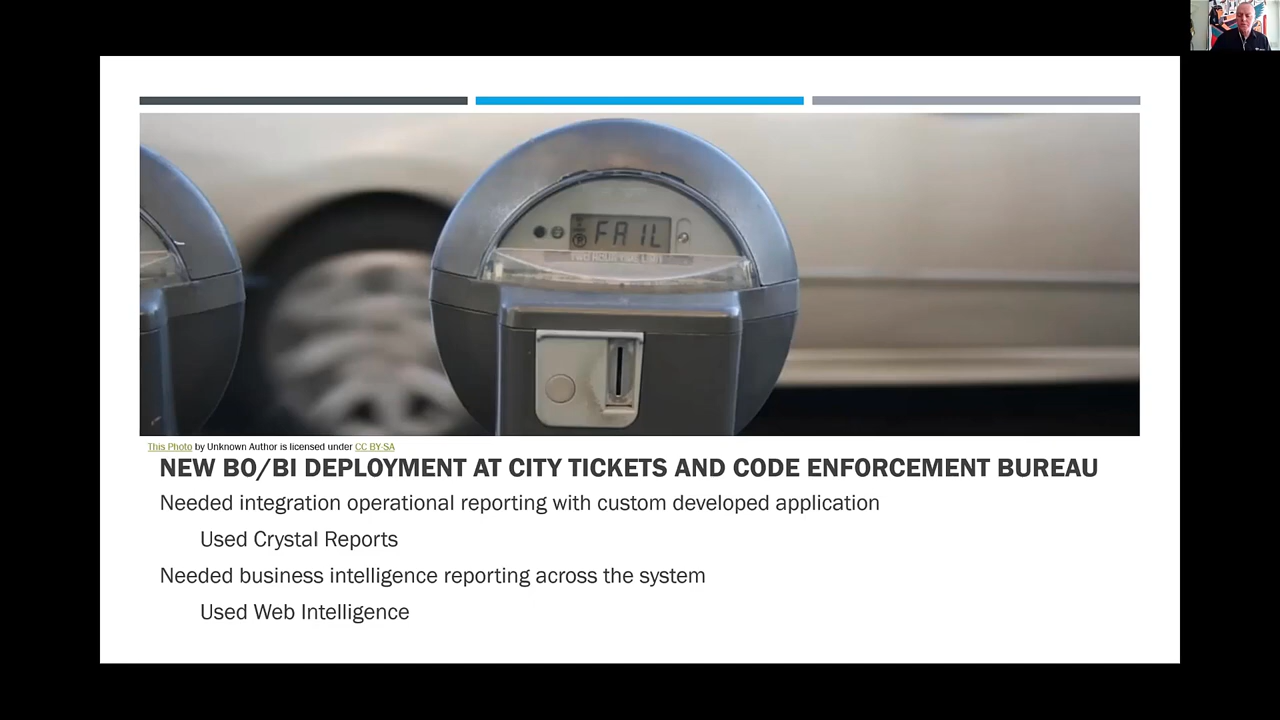 FAIL
TWO HOUR TIME LIMIT
This Photo by Unknown Author is licensed under CC BY-SA
NEW BO/BI DEPLOYMENT AT CITY TICKETS AND CODE ENFORCEMENT BUREAU
Needed integration operational reporting with custom developed application
Used Crystal Reports
Needed business intelligence reporting across the system
Used Web Intelligence